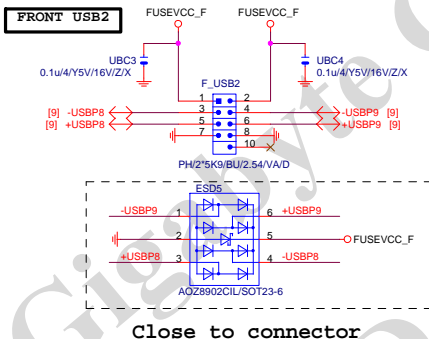 FRONT USB2
FUSEVCC_F
FUSEVCC_F
UBC3
0.1u/4/Y5V/16V/Z/X
UBC4
0.1u/4/Y5V/16V/Z/X
F_USB2
1
2
[9] -USBP8
3
4
-USBP9 [9]
[9] +USBP8
5
6
+USBP9 [9]
7
8
10
PH/2*5K9/BU/2.54/VA/D
ESD5
-USBP9
1
6
+USBP9
2
5
FUSEVCC_F
+USBP8
3
4
-USBP8
AOZ8902CIL/SOT23-6
Close to connector
Gigabyte